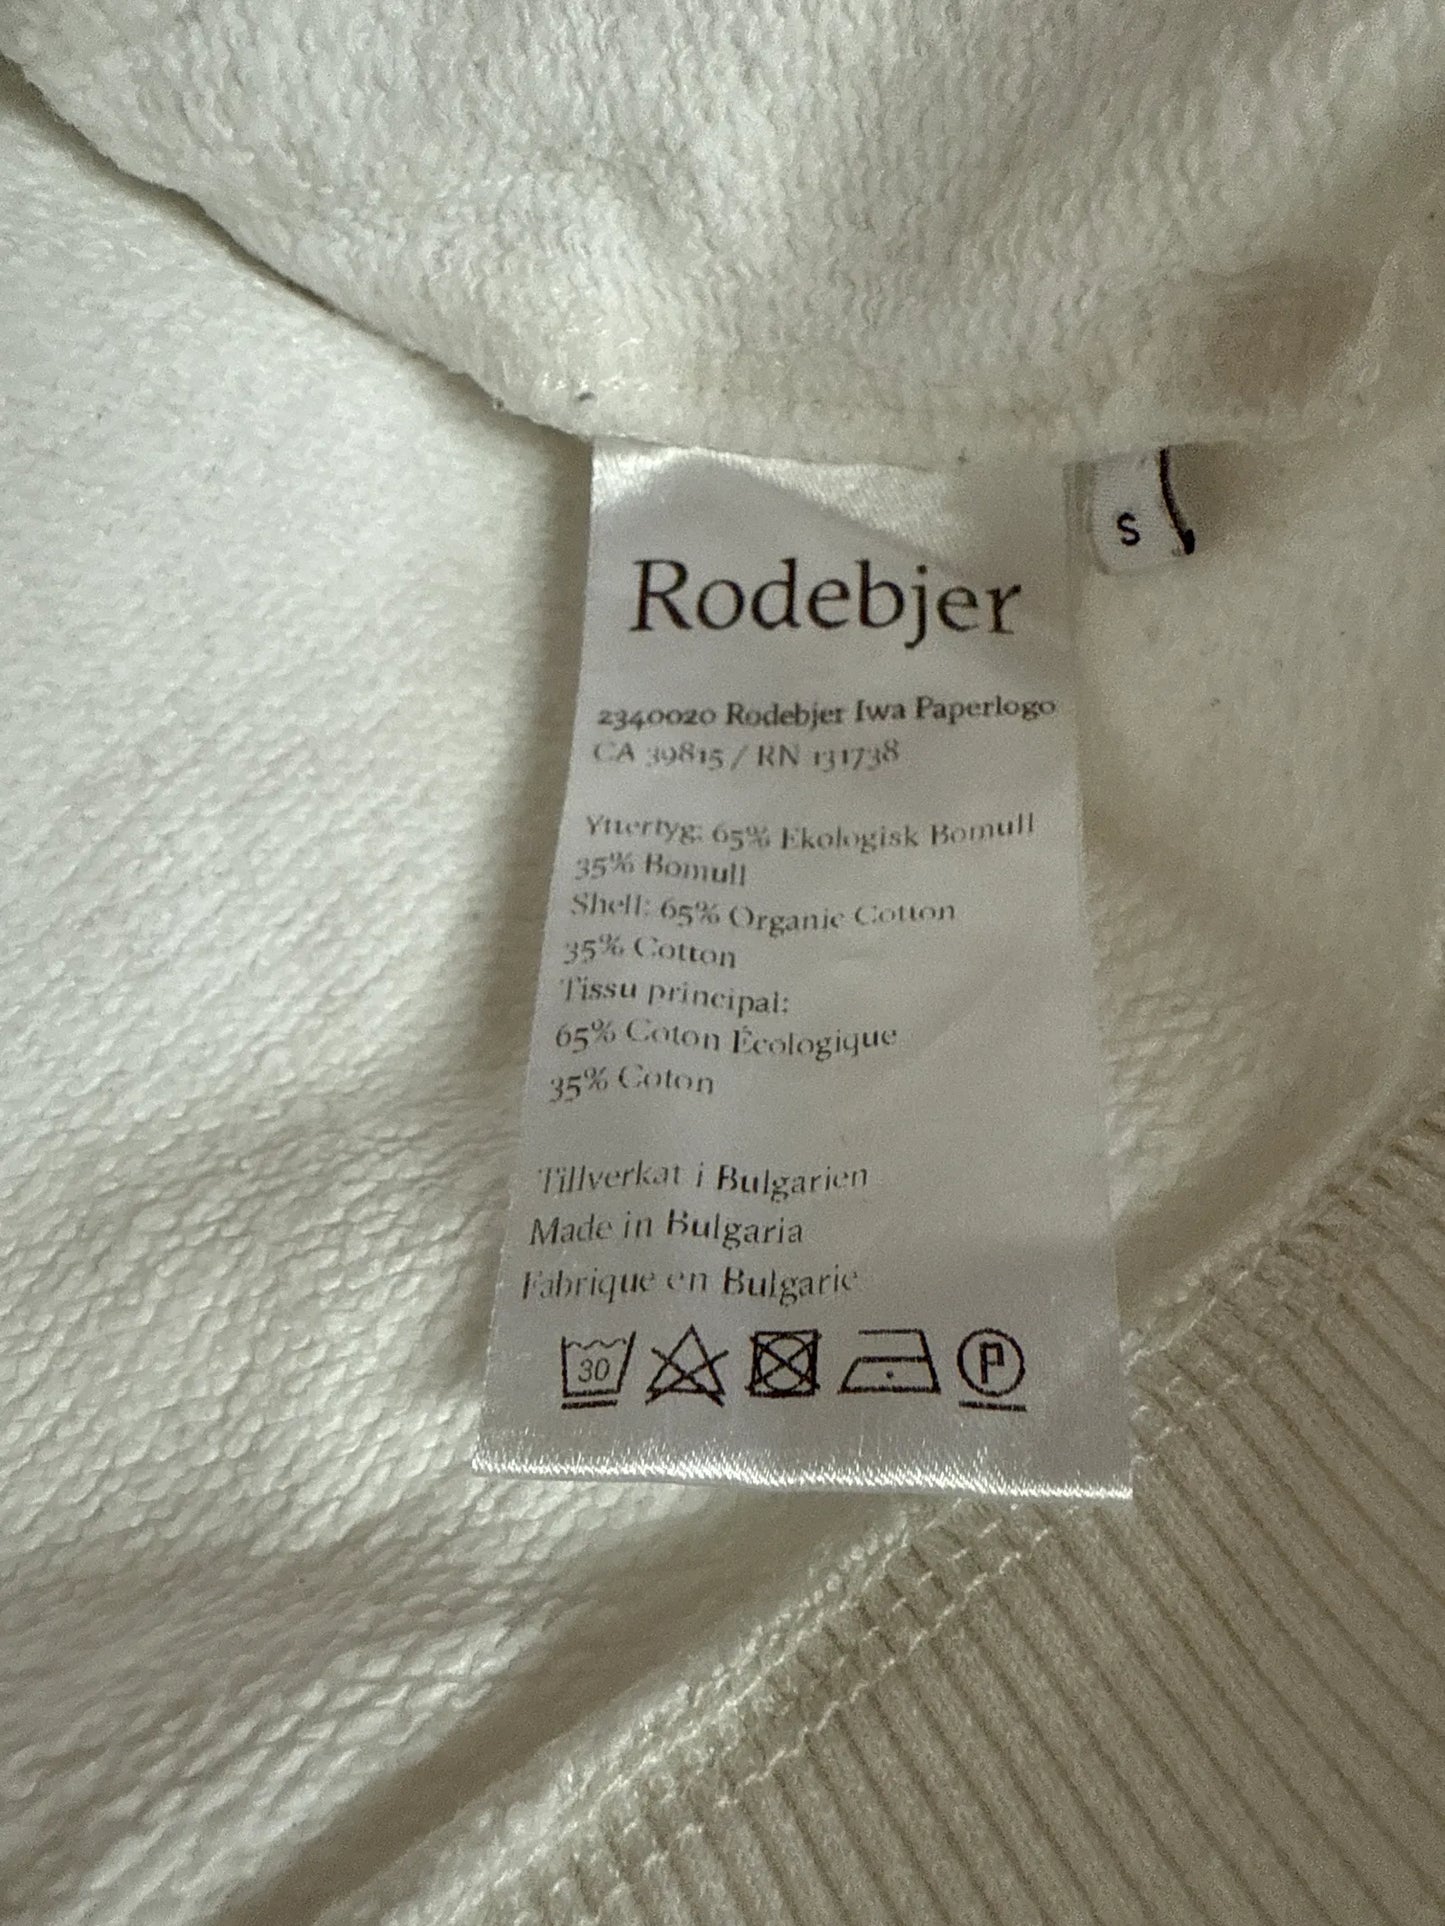 S
Rodebjer
2340020 Rodebjer Iwa Paperlogo
CA 39815 / RN 131738
Yttertyg: 65% Ekologisk Bomull
35% Bomull
Shell: 65% Organic Cotton
35% Cotton
Tissu principal:
65% Coton Écologique
35% Coton
Tillverkat i Bulgarien
Made in Bulgaria
Fabrique en Bulgarie
30 P